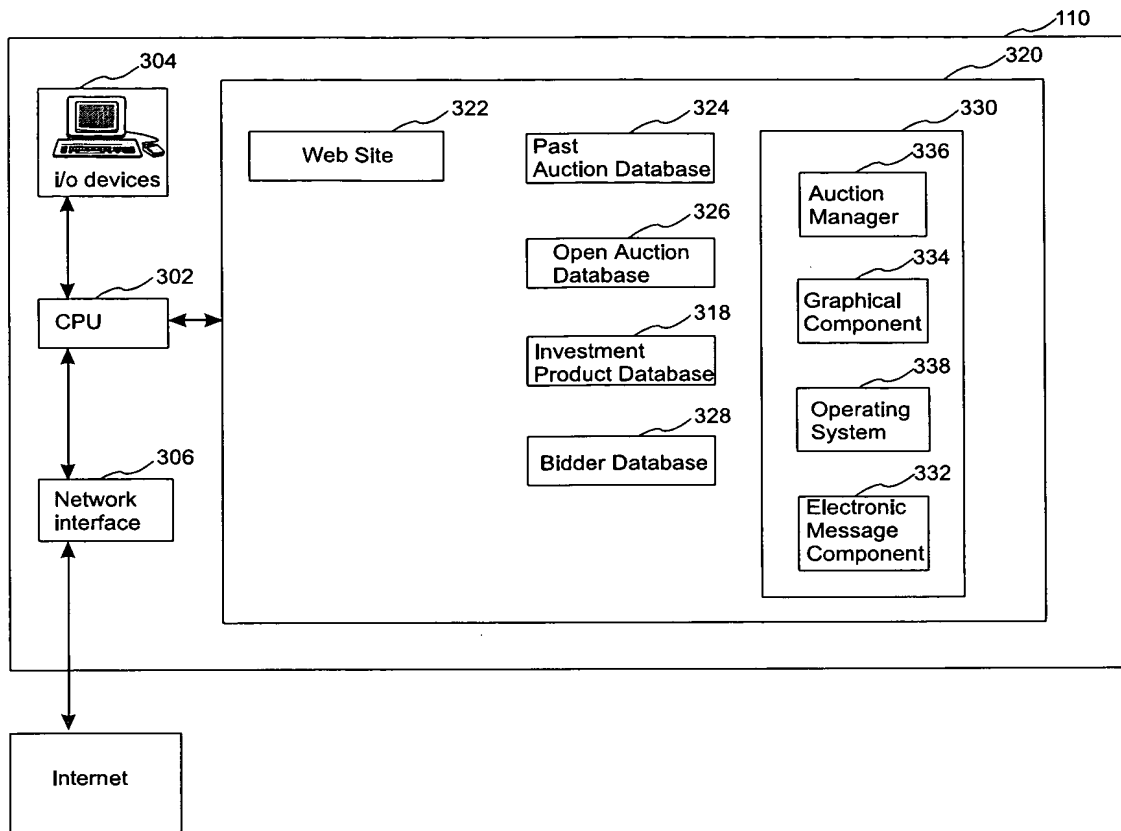 110
304
320
i/o devices
322
Web Site
324
Past
Auction Database
330
336
Auction
Manager
326
Open Auction
Database
334
Graphical
Component
302
CPU
318
Investment
Product Database
338
Operating
System
328
Bidder Database
306
Network
interface
332
Electronic
Message
Component
Internet